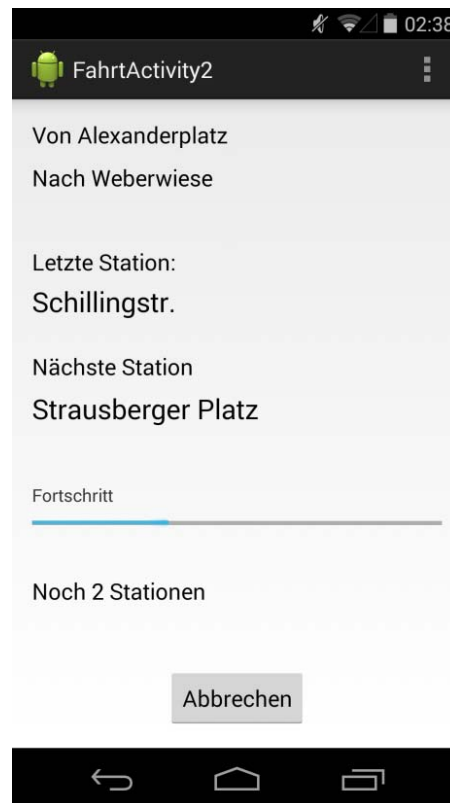 02:38
FahrtActivity2
Von Alexanderplatz
Nach Weberwiese
Letzte Station:
Schillingstr.
Nächste Station
Strausberger Platz
Fortschritt
Noch 2 Stationen
Abbrechen